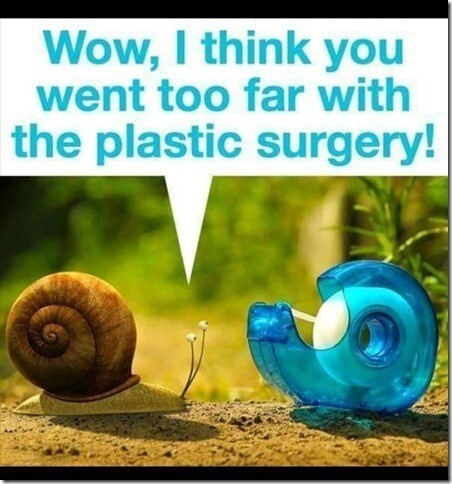 Wow, I think you
went too far with
the plastic surgery!